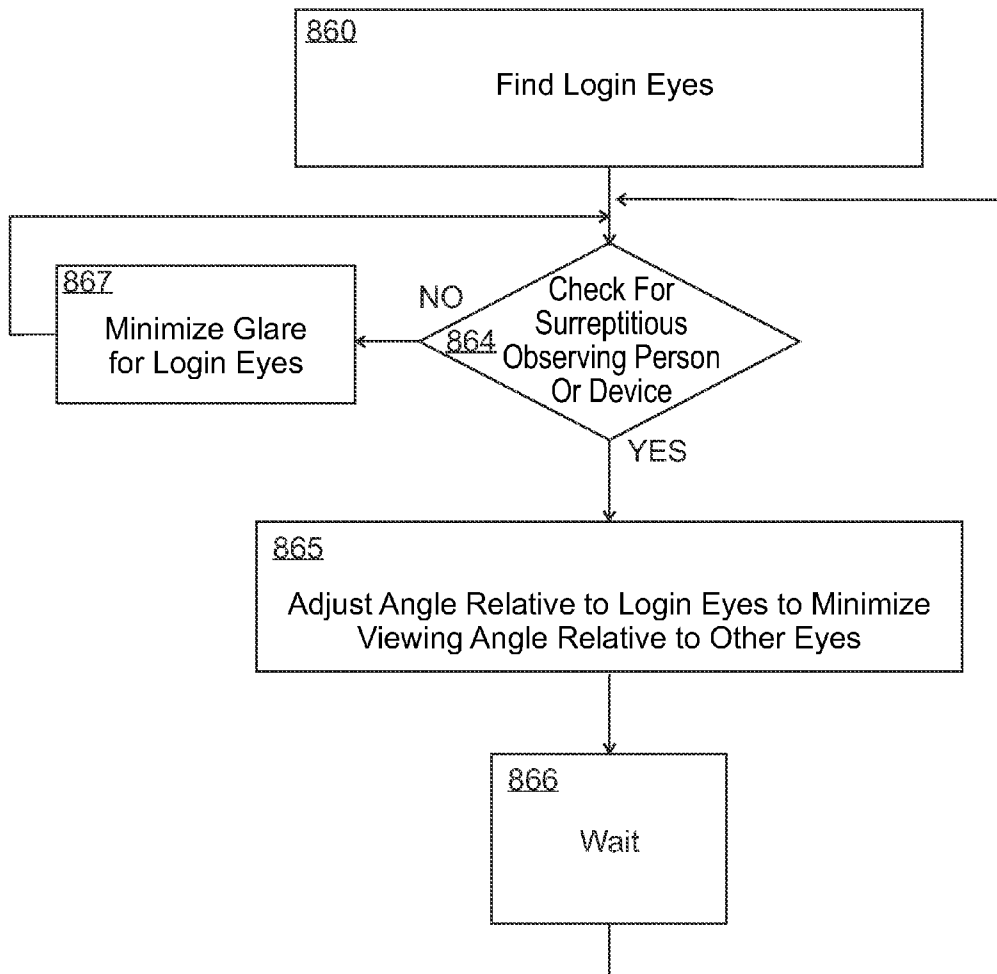 860
Find Login Eyes
867
Minimize Glare
for Login Eyes
NO
864
Check For
Surreptitious
Observing Person
Or Device
YES
865
Adjust Angle Relative to Login Eyes to Minimize
Viewing Angle Relative to Other Eyes
866
Wait